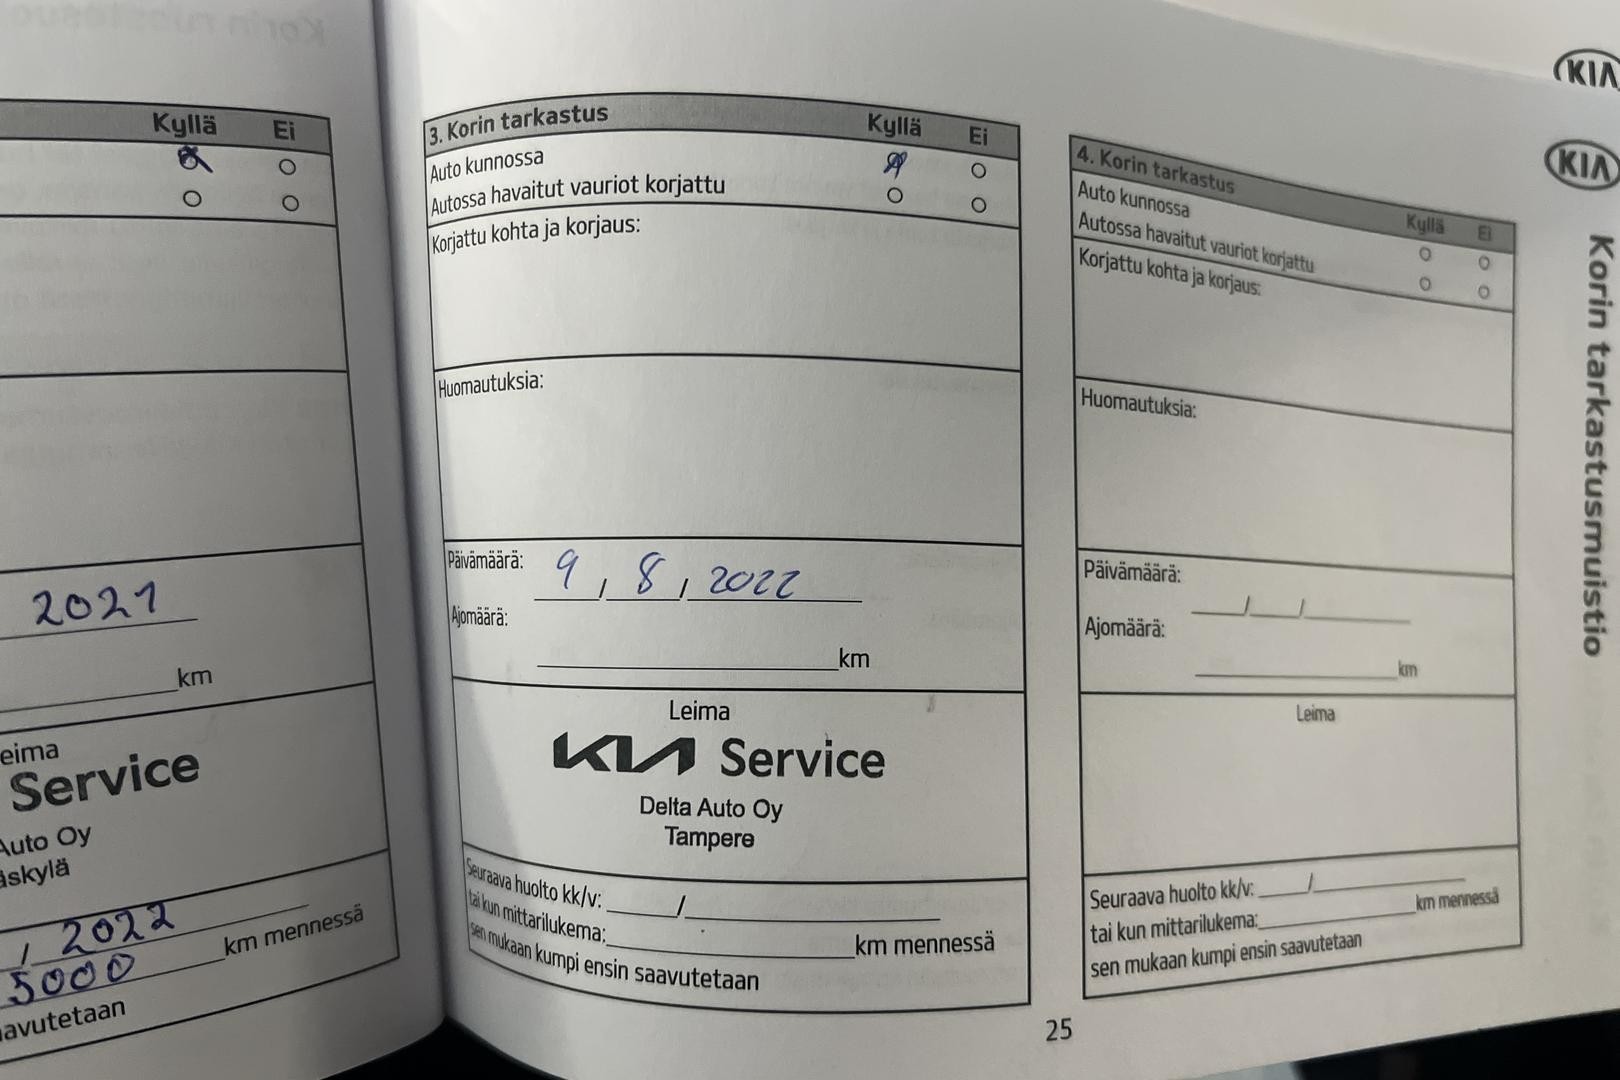 Kyllä Ei
2021
km
eima
Service
Auto Oy
äskylä
/ 2022
5000 km mennessä
aavutetaan
3. Korin tarkastus Kyllä Ei
Auto kunnossa
Autossa havaitut vauriot korjattu
Korjattu kohta ja korjaus:
Huomautuksia:
Päivämäärä: 9 / 8 / 2022
Ajomäärä:
km
Leima
KIA Service
Delta Auto Oy
Tampere
Seuraava huolto kk/v: /
tai kun mittarilukema: km mennessä
sen mukaan kumpi ensin saavutetaan
25
4. Korin tarkastus Kyllä Ei
Auto kunnossa
Autossa havaitut vauriot korjattu
Korjattu kohta ja korjaus:
Huomautuksia:
Päivämäärä: / /
Ajomäärä:
km
Leima
Seuraava huolto kk/v: /
tai kun mittarilukema: km mennessä
sen mukaan kumpi ensin saavutetaan
KIA
KIA
Korin tarkastusmuistio